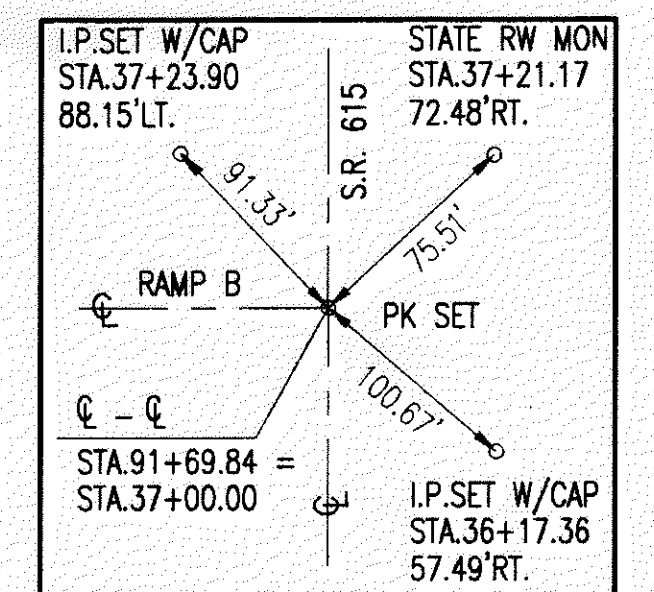 I.P.SET W/CAP
STA.37+23.90
88.15'LT.
STATE RW MON
STA.37+21.17
72.48'RT.
S.R. 615
91.33'
75.51'
℄ RAMP B
PK SET
100.67'
℄ - ℄
STA.91+69.84 =
STA.37+00.00
℄
I.P.SET W/CAP
STA.36+17.36
57.49'RT.